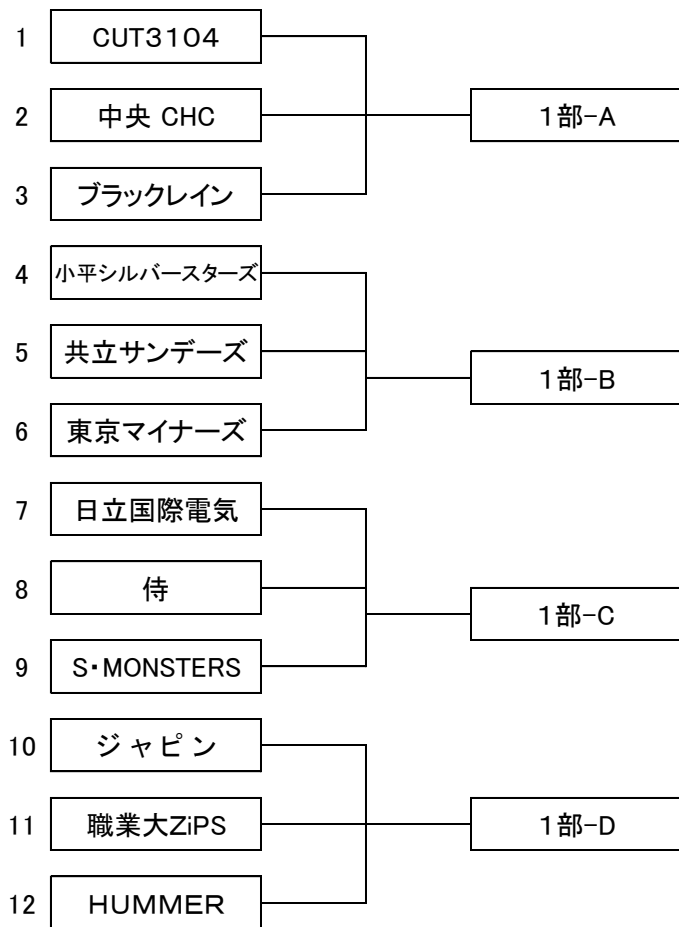 1 CUT3104
2 中央 CHC 1部-A
3 ブラックレイン
4 小平シルバースターズ
5 共立サンデーズ
1部-B
6 東京マイナーズ
7 日立国際電気
8 侍
1部-C
9 S・MONSTERS
10 ジャピン
11 職業大ZiPS 1部-D
12 HUMMER